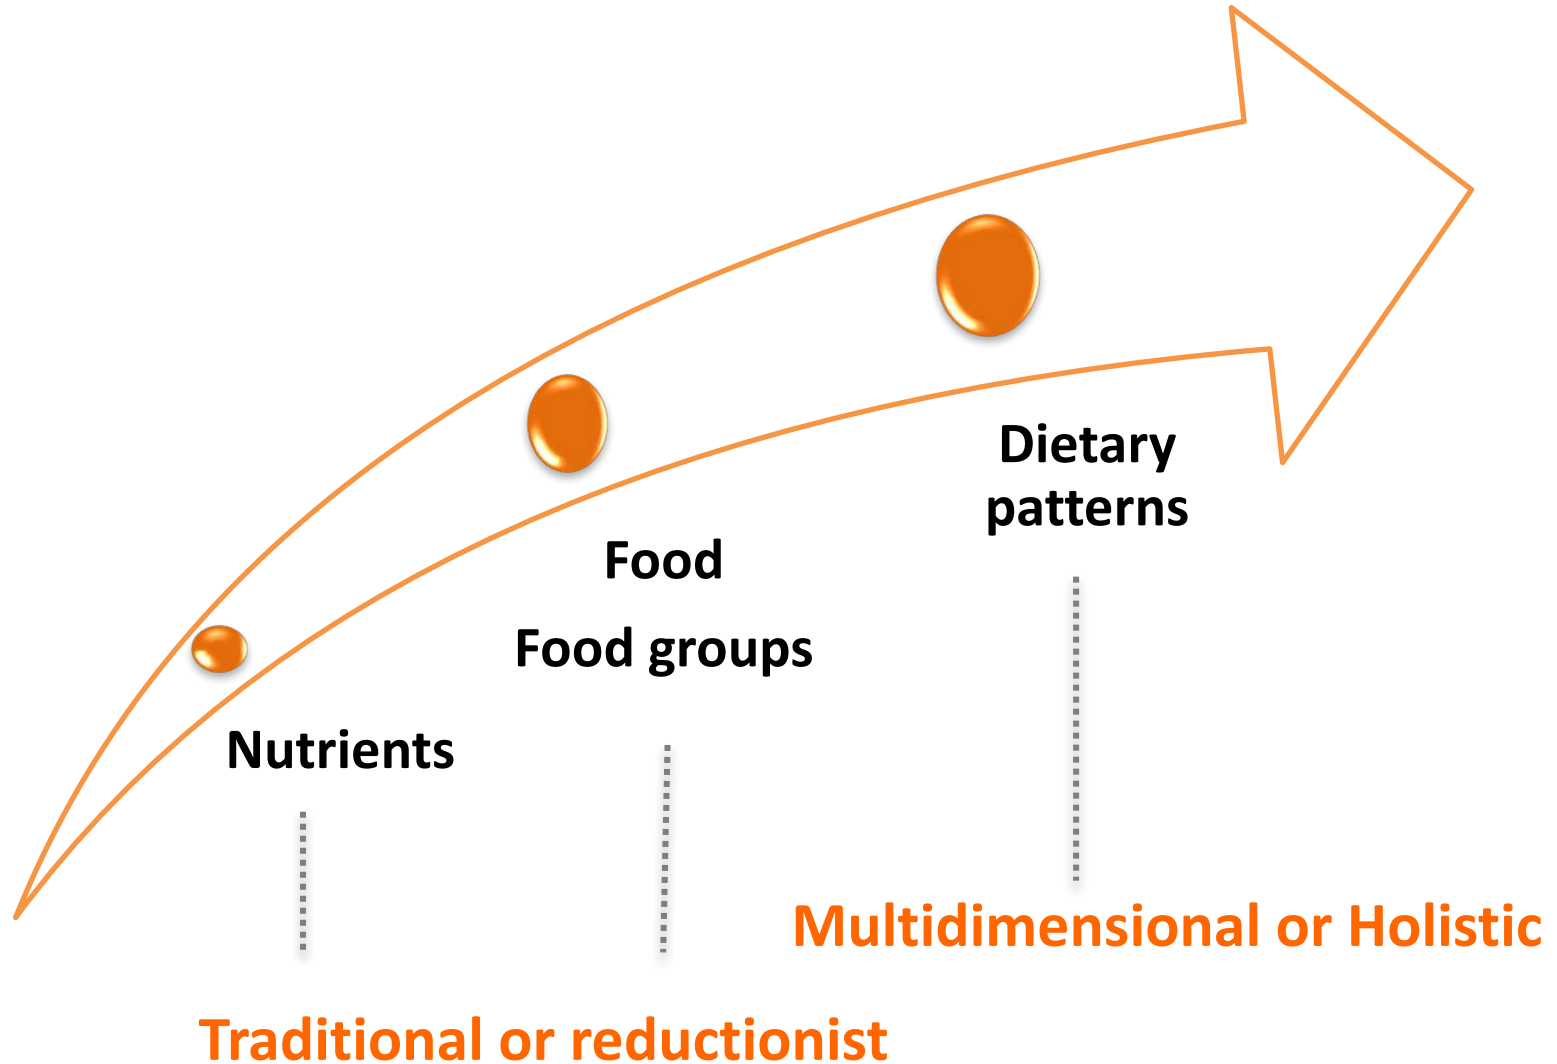 Dietary
patterns
Food
Food groups
Nutrients
Multidimensional or Holistic
Traditional or reductionist